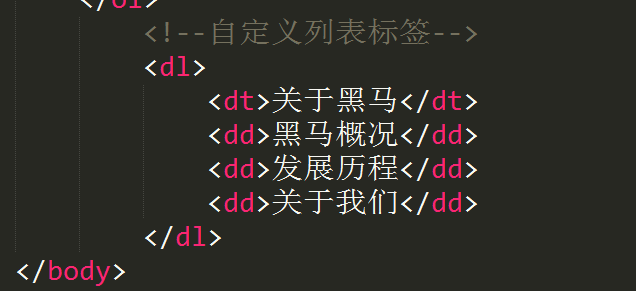 </ol>
<!--自定义列表标签-->
<dl>
<dt>关于黑马</dt>
<dd>黑马概况</dd>
<dd>发展历程</dd>
<dd>关于我们</dd>
</dl>
</body>